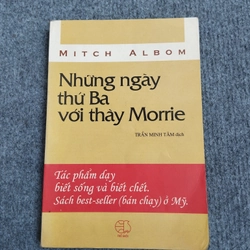 MITCH ALBOM
Những ngày
thứ Ba
với thày Morrie
TRẦN MINH TÂM dịch
Tác phẩm dạy
biết sống và biết chết.
Sách best-seller (bán chạy) ở Mỹ.